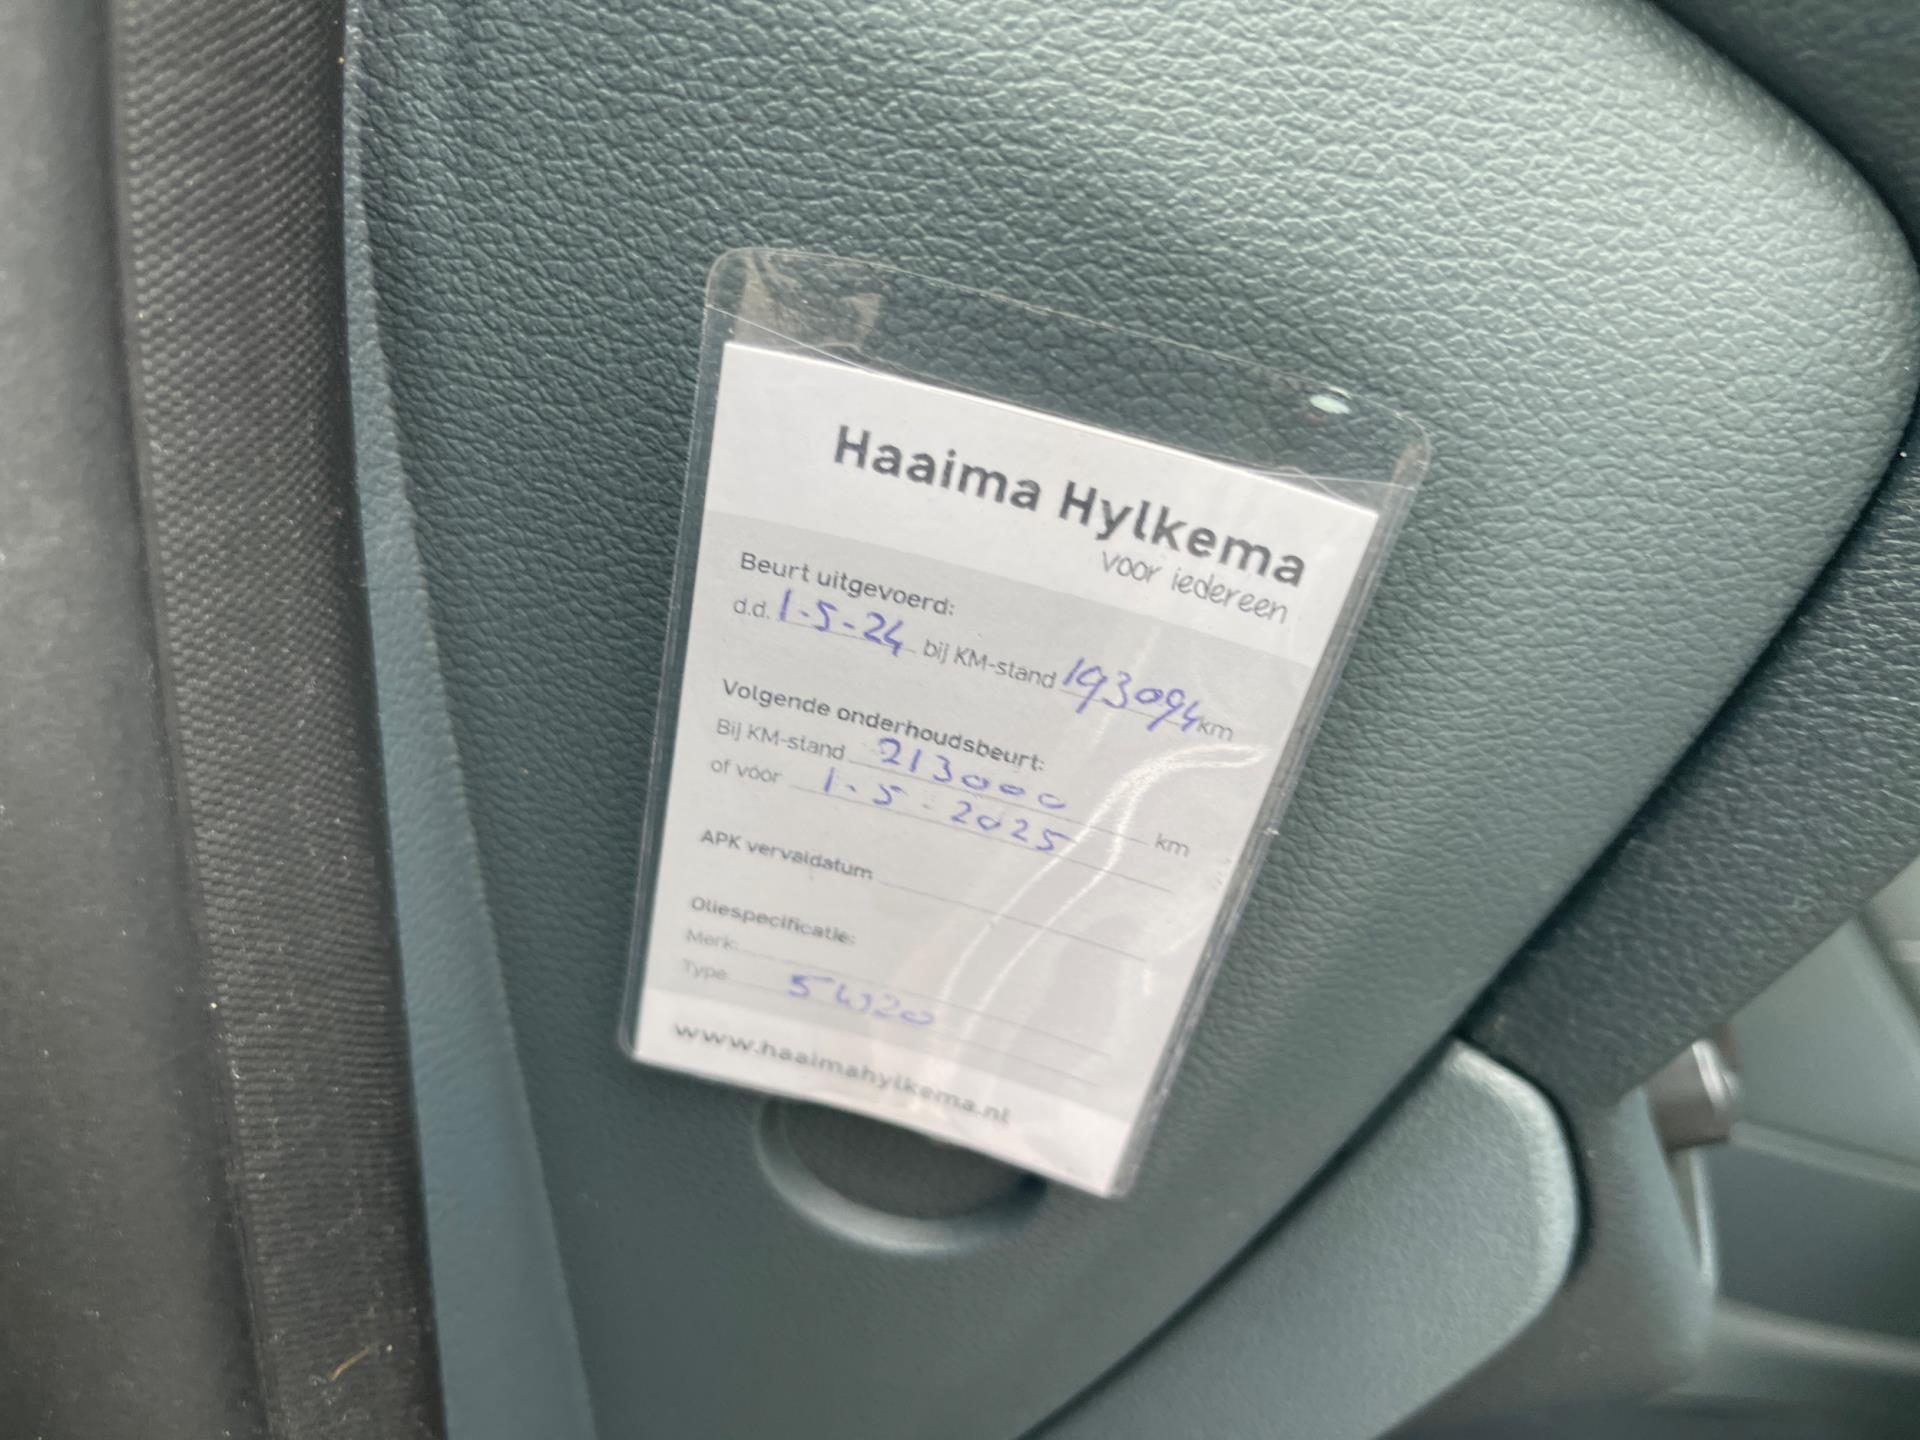 Haaima Hylkema
voor iedereen
Beurt uitgevoerd:
d.d. 1-5-24 bij KM-stand 193094 km
Volgende onderhoudsbeurt:
Bij KM-stand 213000 km
of vóór 1-5-2025
APK vervaldatum
Oliespecificatie:
Merk:
Type
www.haaimahylkema.nl